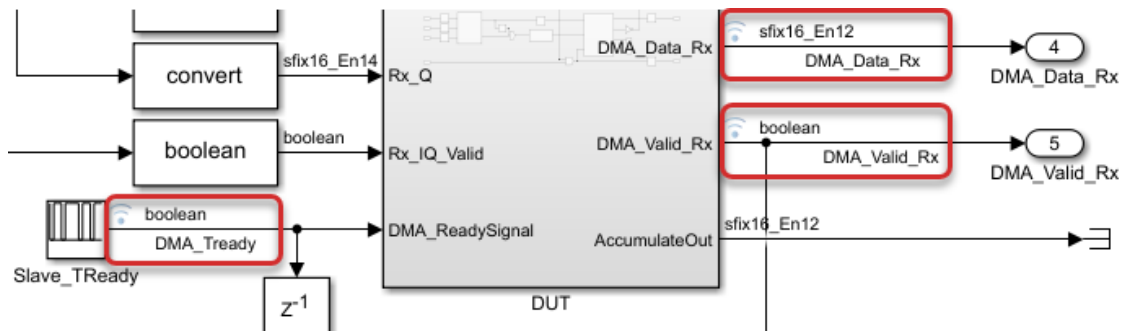 sfix16_En12
DMA_Data_Rx
DMA_Data_Rx
4
DMA_Data_Rx
convert
sfix16_En14
Rx_Q
boolean
boolean
Rx_IQ_Valid
DMA_Valid_Rx
boolean
DMA_Valid_Rx
5
DMA_Valid_Rx
boolean
DMA_Tready
Slave_TReady
DMA_ReadySignal
AccumulateOut
sfix16_En12
z-1
DUT